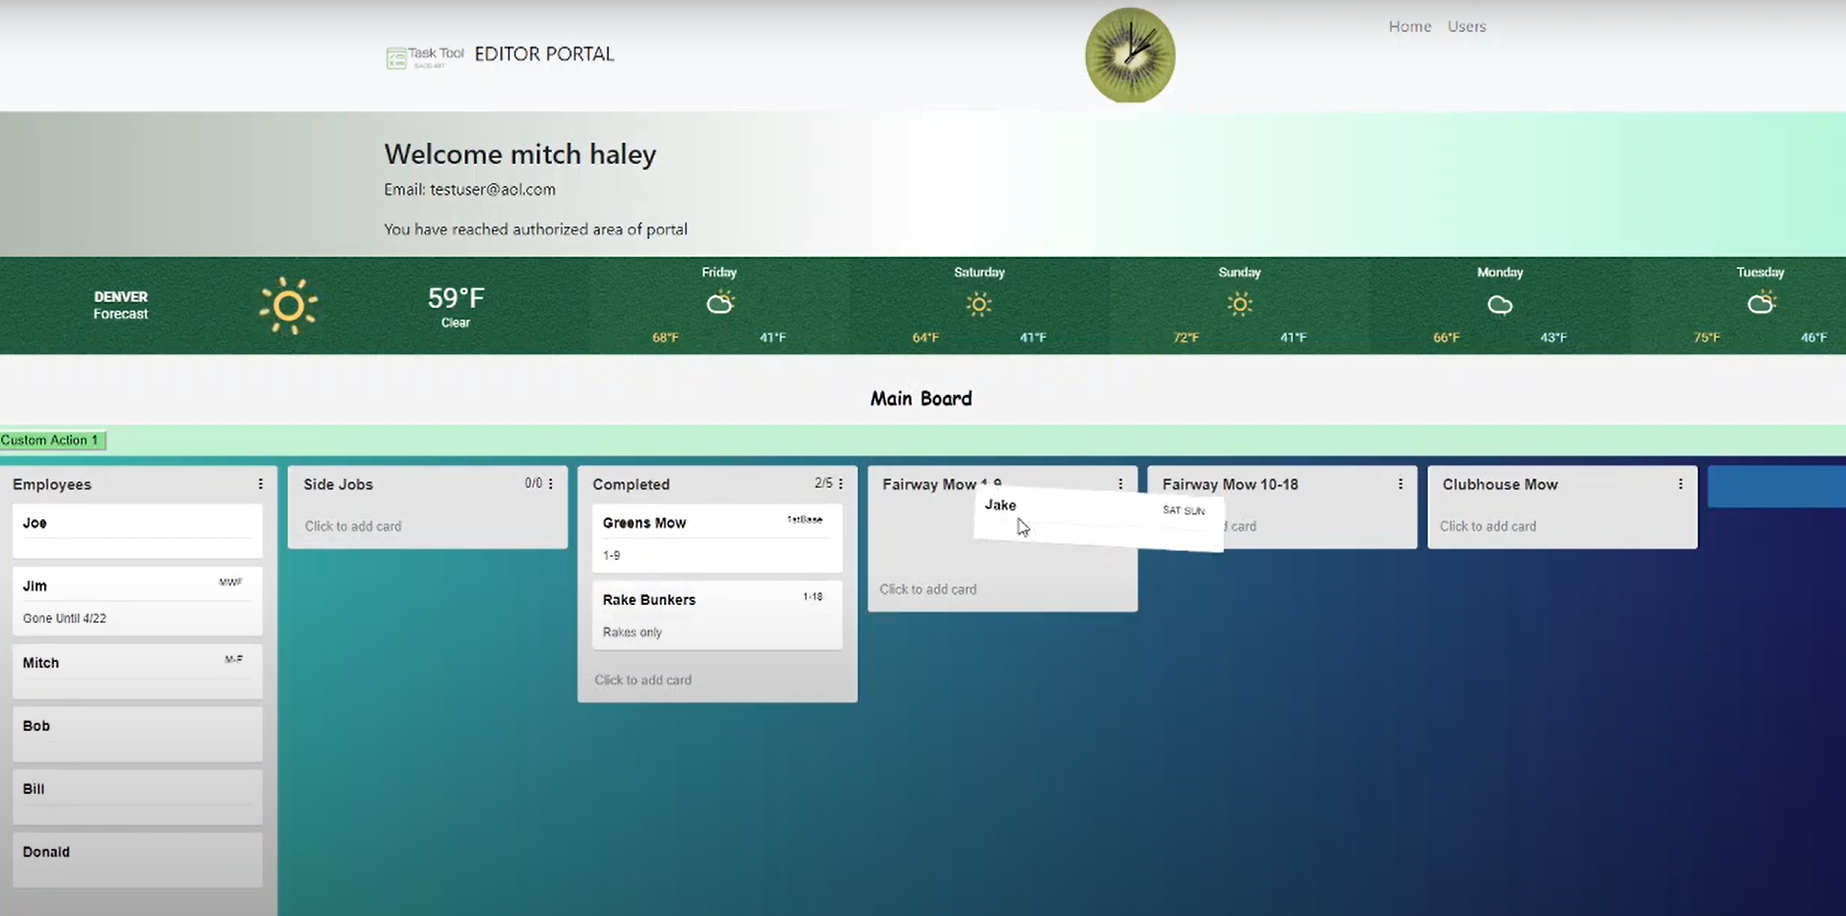 Task Tool
EDITOR PORTAL
Home Users
Welcome mitch haley
Email: testuser@aol.com
You have reached authorized area of portal
DENVER
Forecast
59°F
Clear
Friday
68°F 41°F
Saturday
64°F 41°F
Sunday
72°F 41°F
Monday
66°F 43°F
Tuesday
75°F 46°F
Main Board
Custom Action 1
Employees
Joe
Jim MWF
Gone Until 4/22
Mitch M-F
Bob
Bill
Donald
Side Jobs 0/0
Click to add card
Completed 2/5
Greens Mow 1stBase
1-9
Rake Bunkers 1-18
Rakes only
Click to add card
Fairway Mow 1-9
Jake SAT SUN
Click to add card
Fairway Mow 10-18
card
Clubhouse Mow
Click to add card